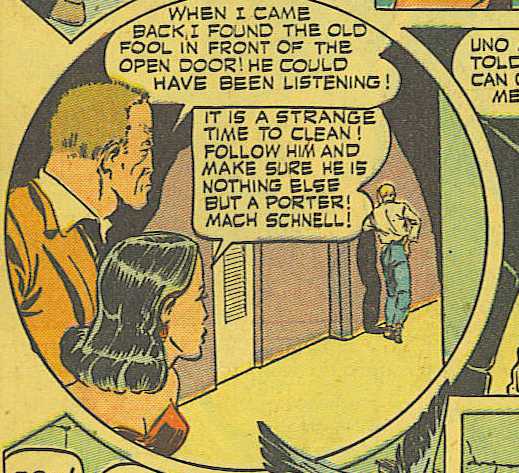 WHEN I CAME
BACK, I FOUND THE OLD
FOOL IN FRONT OF THE
OPEN DOOR! HE COULD
HAVE BEEN LISTENING!
IT IS A STRANGE
TIME TO CLEAN!
FOLLOW HIM AND
MAKE SURE HE IS
NOTHING ELSE
BUT A PORTER!
MACH SCHNELL!
UNO
TOLD
CAN
ME